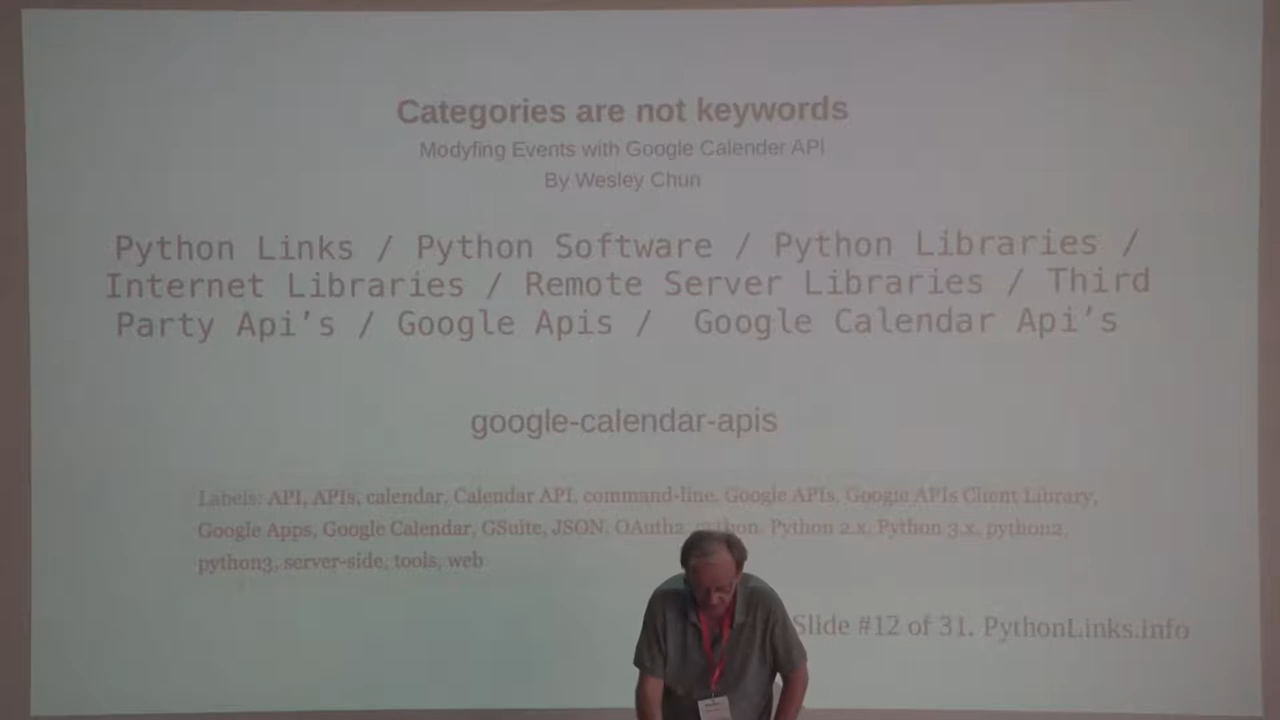 Categories are not keywords
Modyfing Events with Google Calender API
By Wesley Chun
Python Links / Python Software / Python Libraries /
Internet Libraries / Remote Server Libraries / Third
Party Api’s / Google Apis / Google Calendar Api’s
google-calendar-apis
Labels: API, APIs, calendar, Calendar API, command-line, Google APIs, Google APIs Client Library,
Google Apps, Google Calendar, GSuite, JSON, OAuth2, Python 2.x, Python 3.x, python2,
python3, server-side, tools, web
Slide #12 of 31. PythonLinks.info